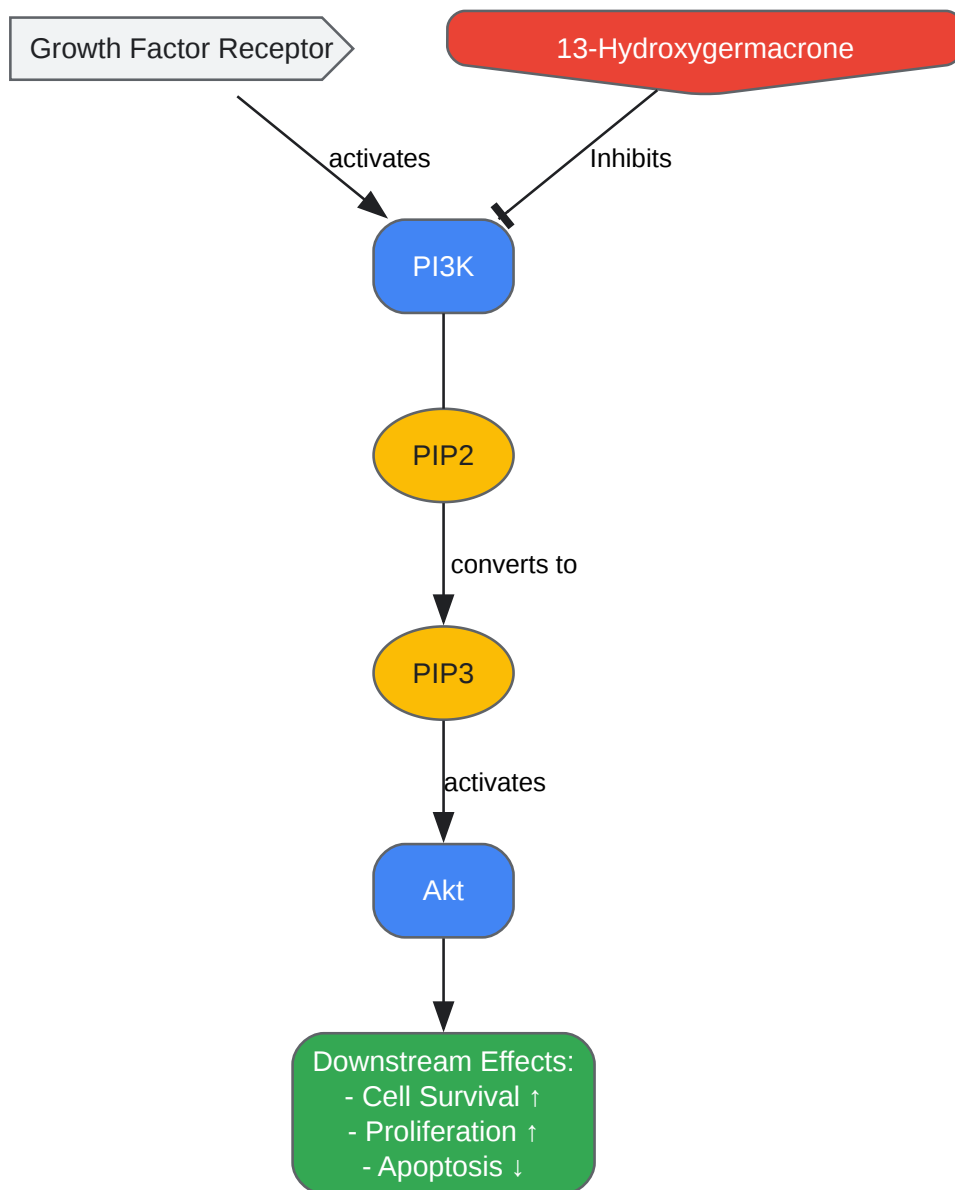 Growth Factor Receptor
13-Hydroxygermacrone
activates
Inhibits
PI3K
PIP2
converts to
PIP3
activates
Akt
Downstream Effects:
- Cell Survival ↑
- Proliferation ↑
- Apoptosis ↓